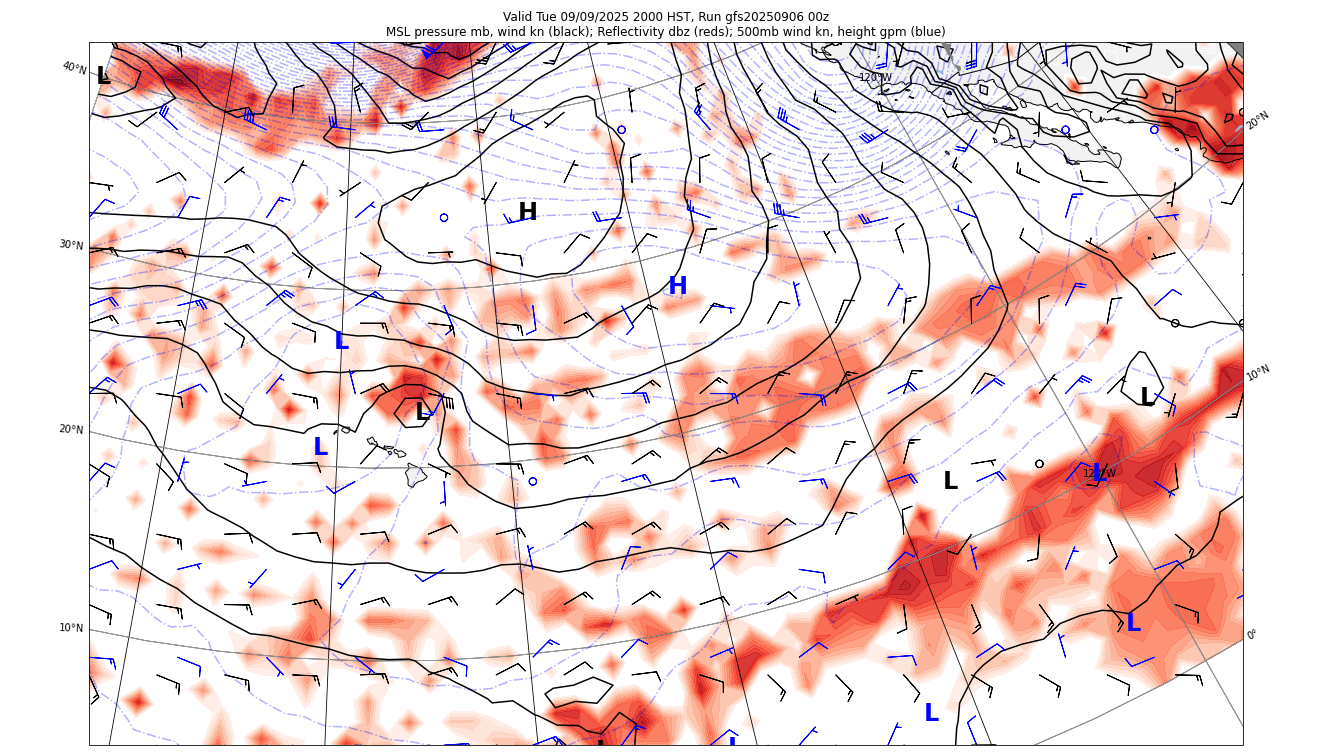 Valid Tue 09/09/2025 2000 HST, Run gfs20250906 00z
MSL pressure mb, wind kn (black); Reflectivity dbz (reds); 500mb wind kn, height gpm (blue)
40°N
L
120°W
20°N
H
30°N
H
L
10°N
L
L
20°N
L
L
L
10°N
L
0°
L
L